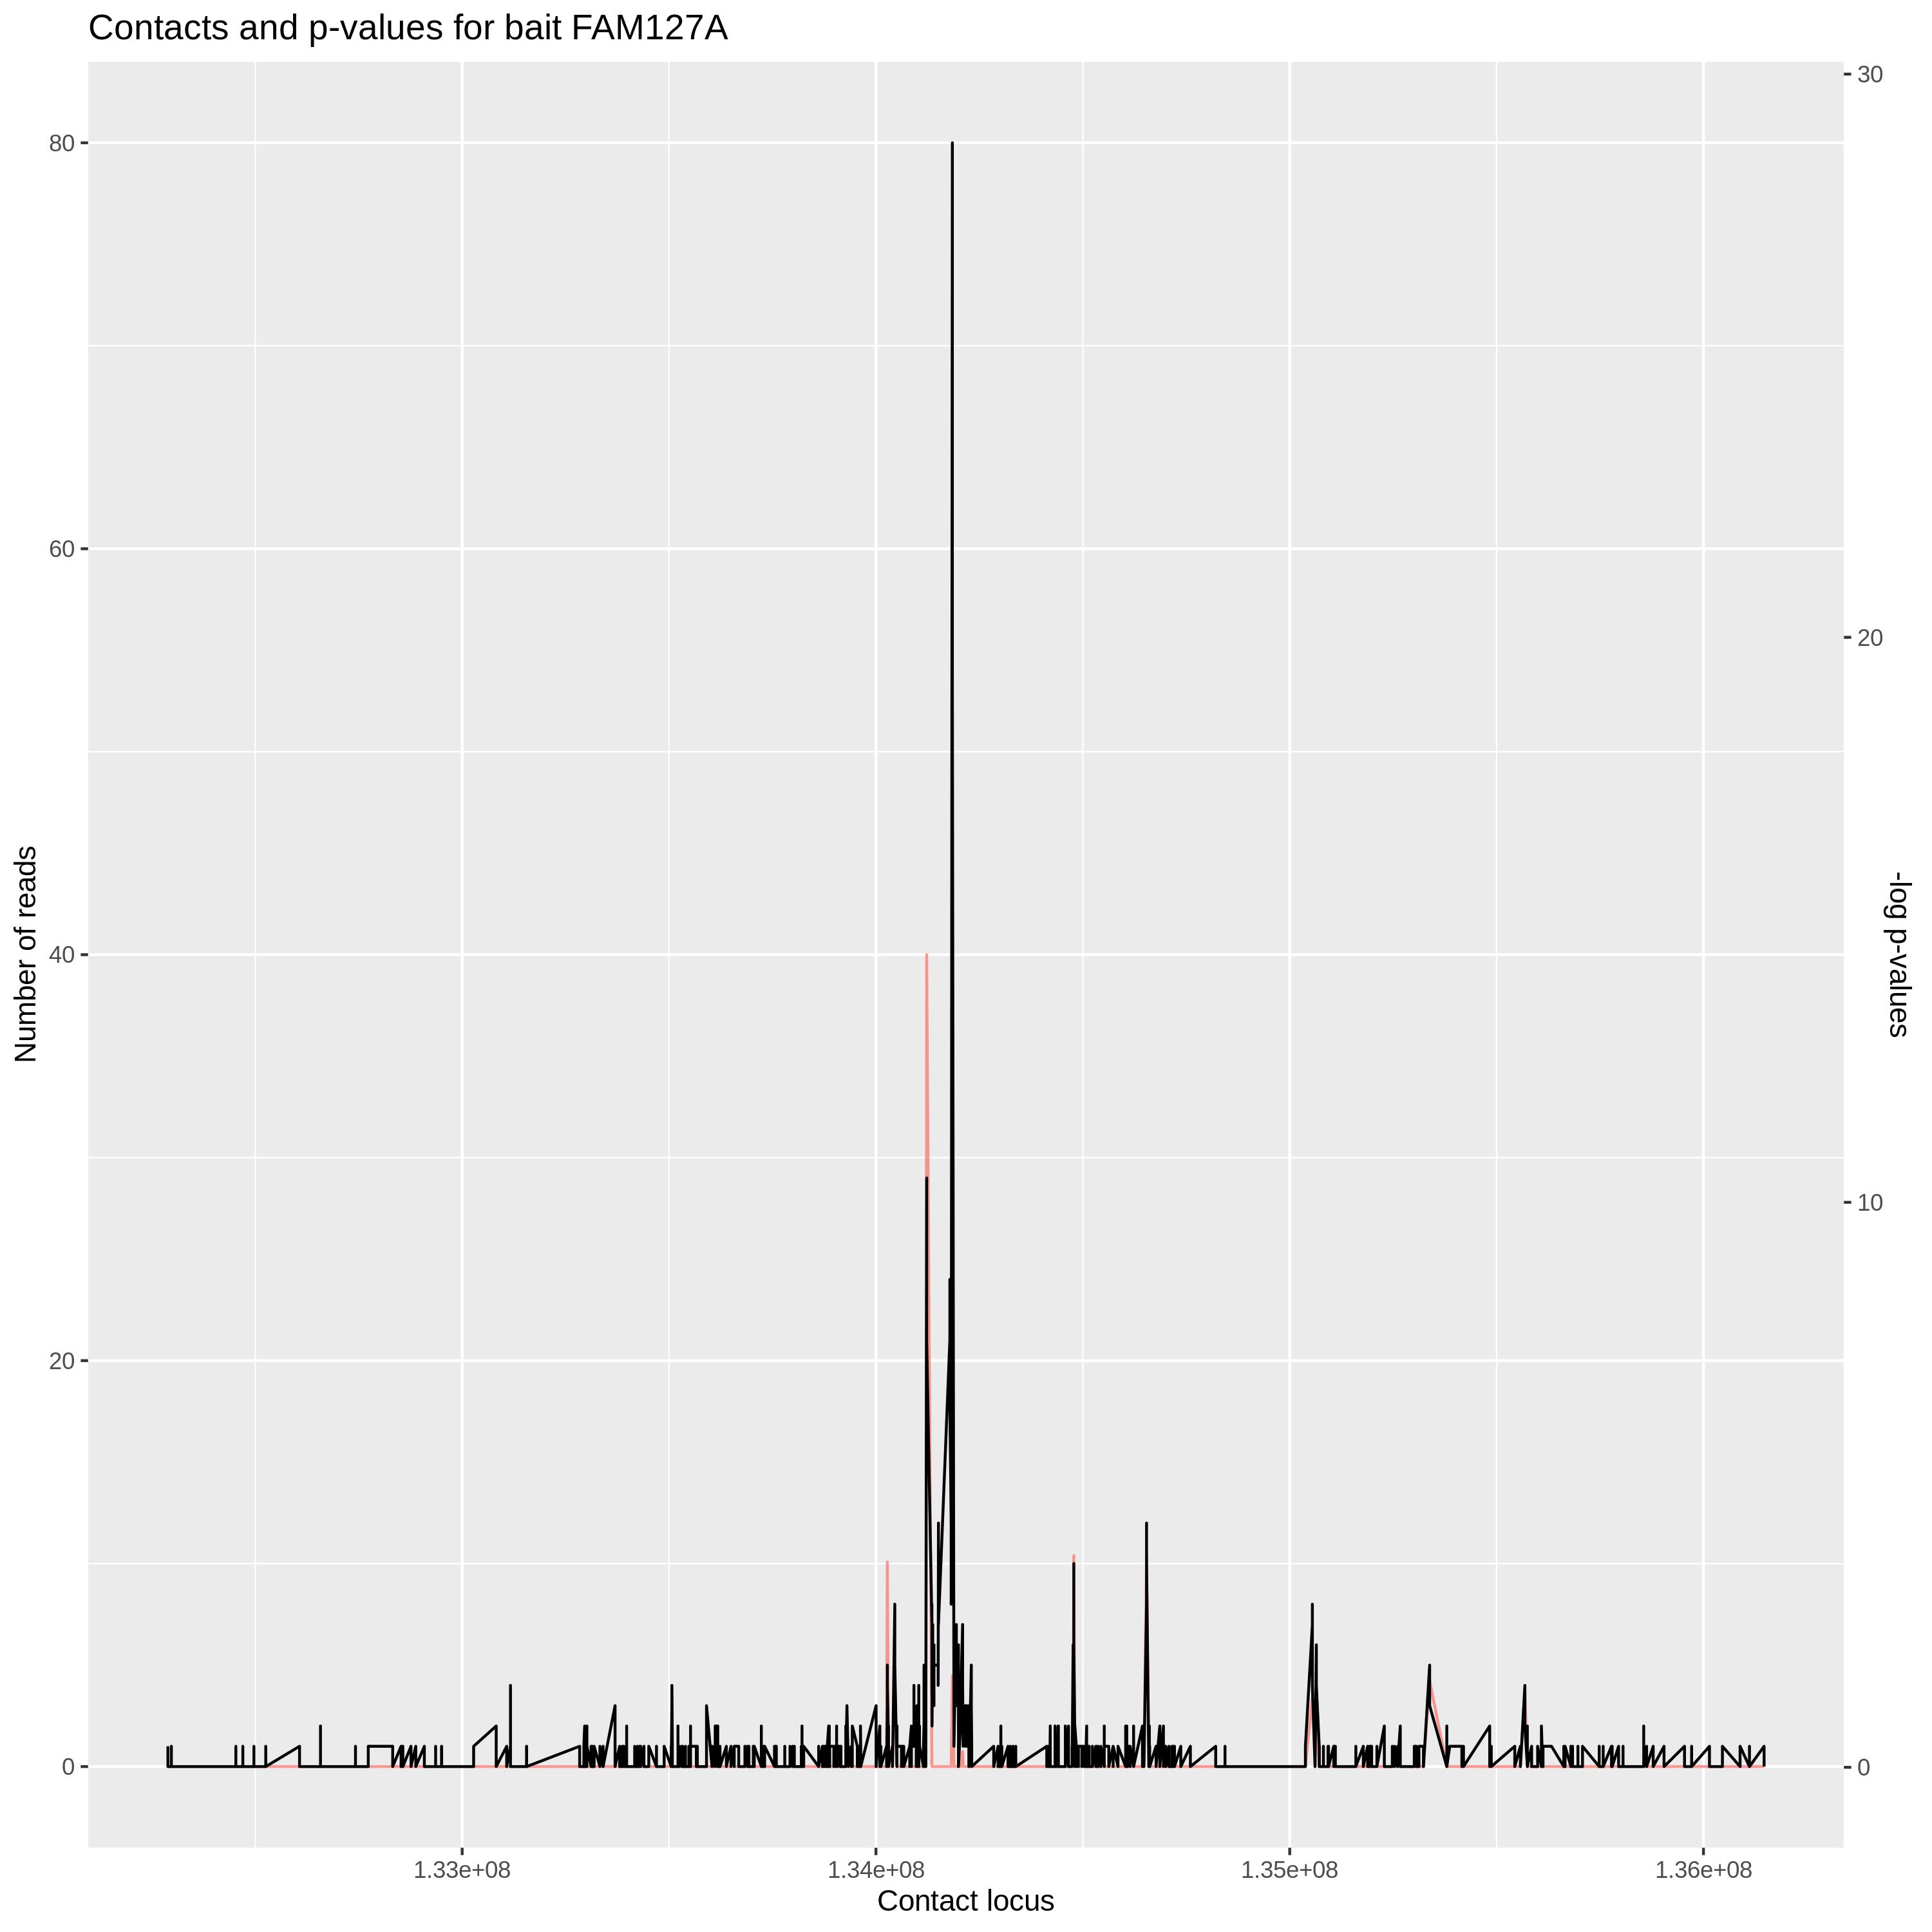 Contacts and p-values for bait FAM127A
80
60
40
20
0
Number of reads
30
20
10
0
-log p-values
1.33e+08
1.34e+08
1.35e+08
1.36e+08
Contact locus